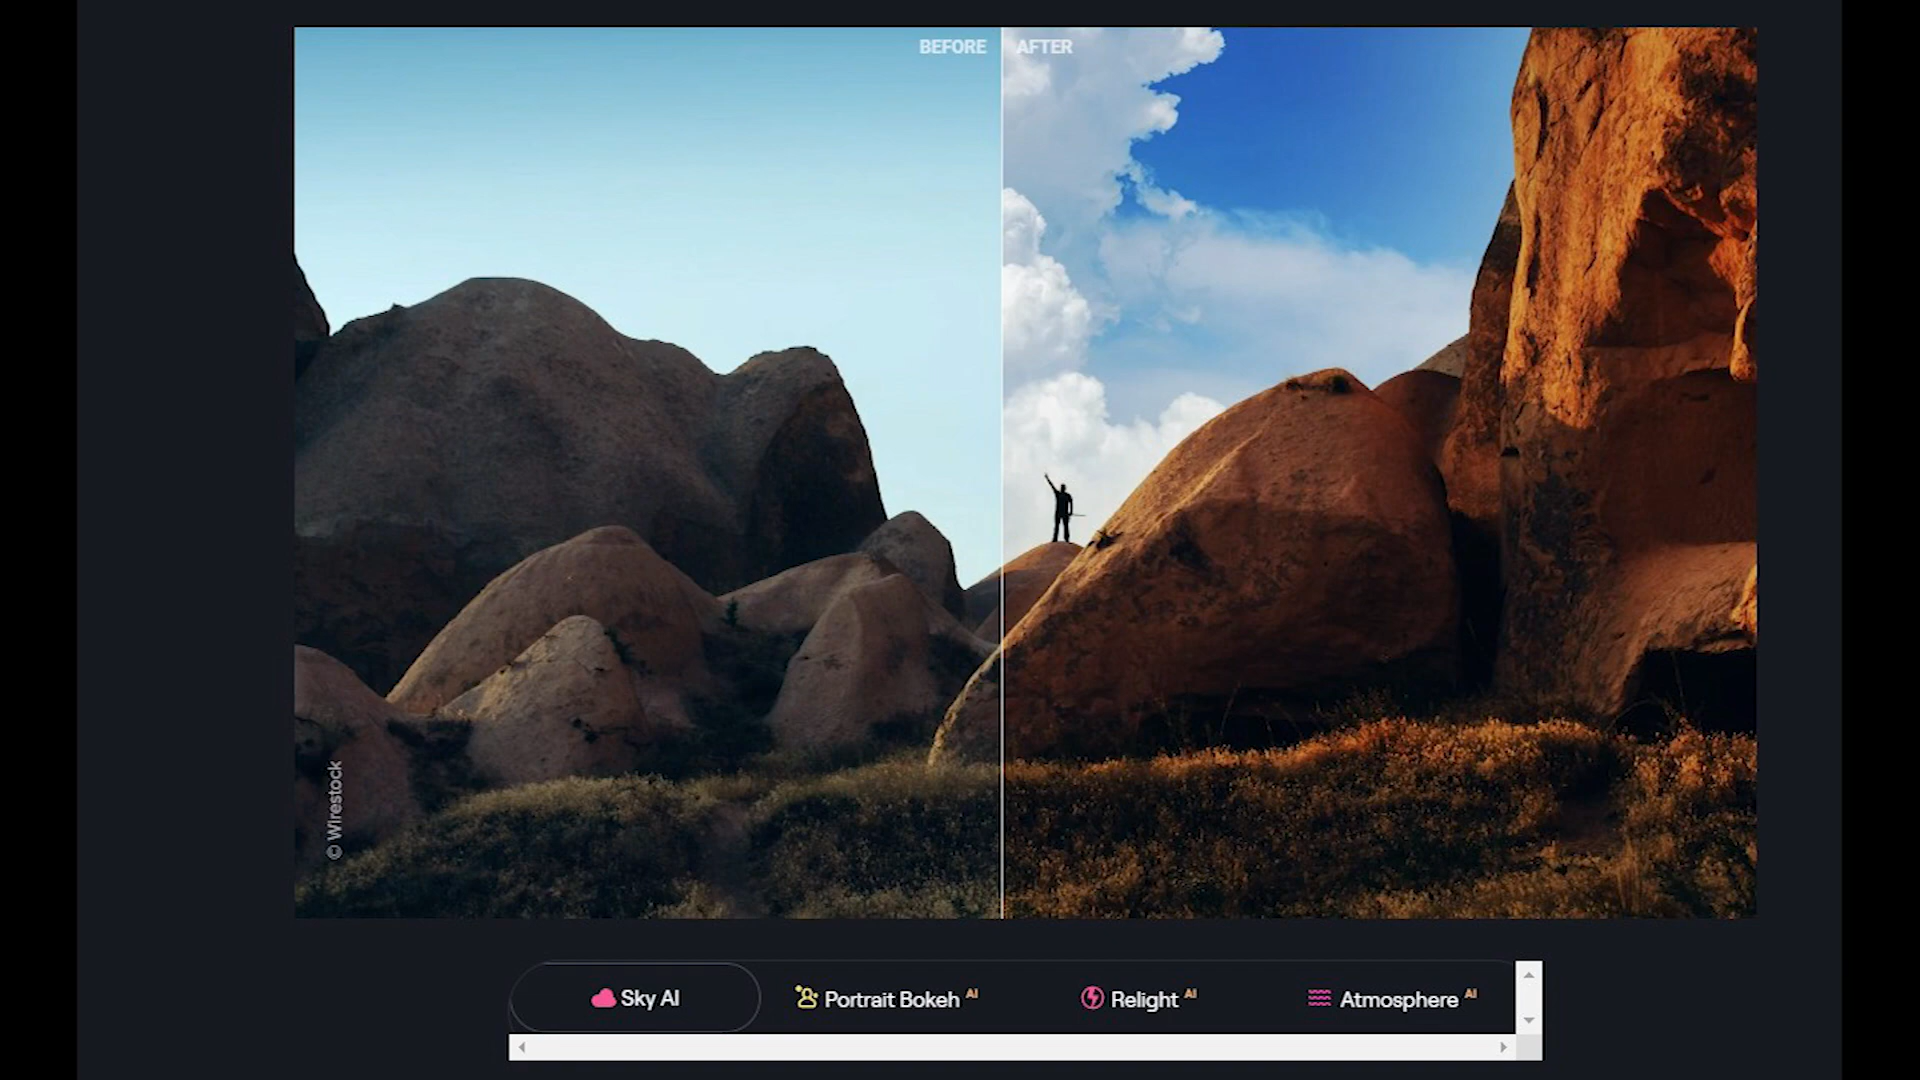 BEFORE AFTER
© Wirestock
Sky AI
Portrait Bokeh AI
Relight AI
Atmosphere AI